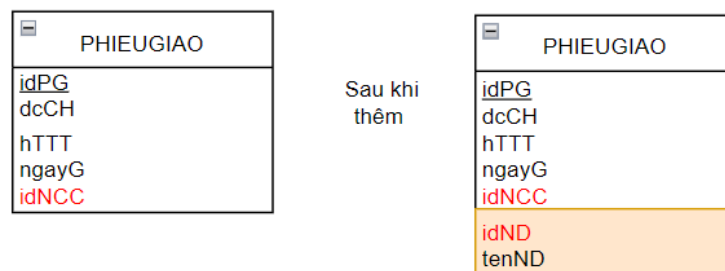 PHIEUGIAO
idPG
dcCH
hTTT
ngayG
idNCC
Sau khi
thêm
PHIEUGIAO
idPG
dcCH
hTTT
ngayG
idNCC
idND
tenND